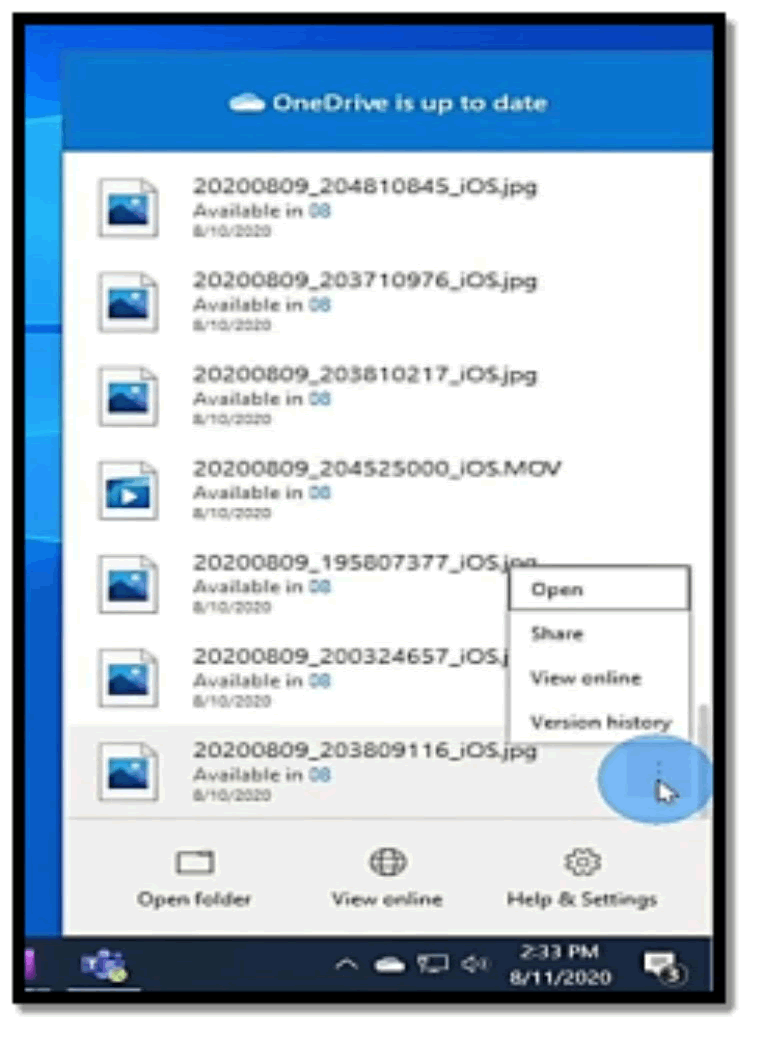 OneDrive is up to date
20200809_204810845_iOS.jpg
Available in 08
8/10/2020
20200809_203710976_iOS.jpg
Available in 08
8/10/2020
20200809_203810217_iOS.jpg
Available in 08
8/10/2020
20200809_204525000_iOS.MOV
Available in 08
8/10/2020
20200809_195807377_iOS.jpg
Available in 08
8/10/2020
20200809_200324657_iOS.j
Available in 08
8/10/2020
20200809_203809116_iOS.jpg
Available in 08
8/10/2020
Open
Share
View online
Version history
Open folder
View online
Help & Settings
2:33 PM
8/11/2020
3